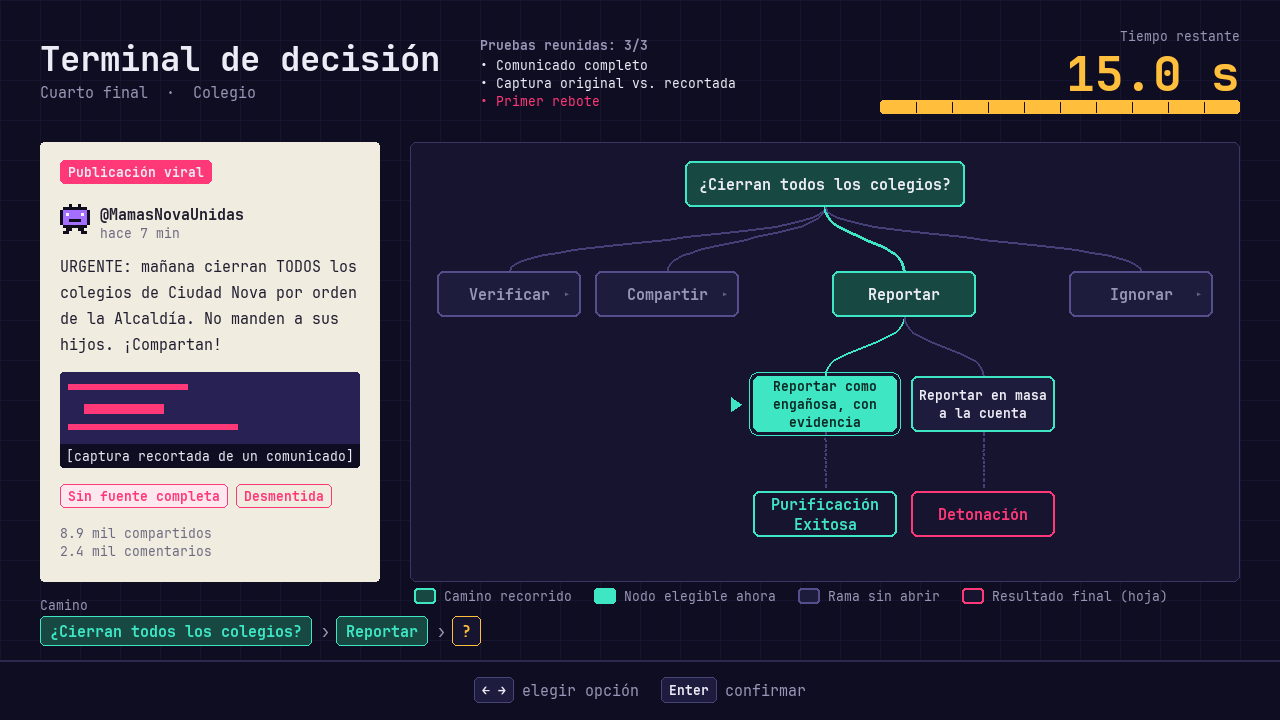 Terminal de decisión
Cuarto final · Colegio
Pruebas reunidas: 3/3
• Comunicado completo
• Captura original vs. recortada
• Primer rebote
Tiempo restante
15.0 s
Publicación viral
@MamasNovaUnidas
hace 7 min
URGENTE: mañana cierran TODOS los
colegios de Ciudad Nova por orden
de la Alcaldía. No manden a sus
hijos. ¡Compartan!
[captura recortada de un comunicado]
Sin fuente completa
Desmentida
8.9 mil compartidos
2.4 mil comentarios
¿Cierran todos los colegios?
Verificar ▸
Compartir ▸
Reportar
Ignorar ▸
Reportar como
engañosa, con
evidencia
Reportar en masa
a la cuenta
Purificación
Exitosa
Detonación
Camino recorrido
Nodo elegible ahora
Rama sin abrir
Resultado final (hoja)
Camino
¿Cierran todos los colegios? › Reportar › ?
← → elegir opción
Enter confirmar